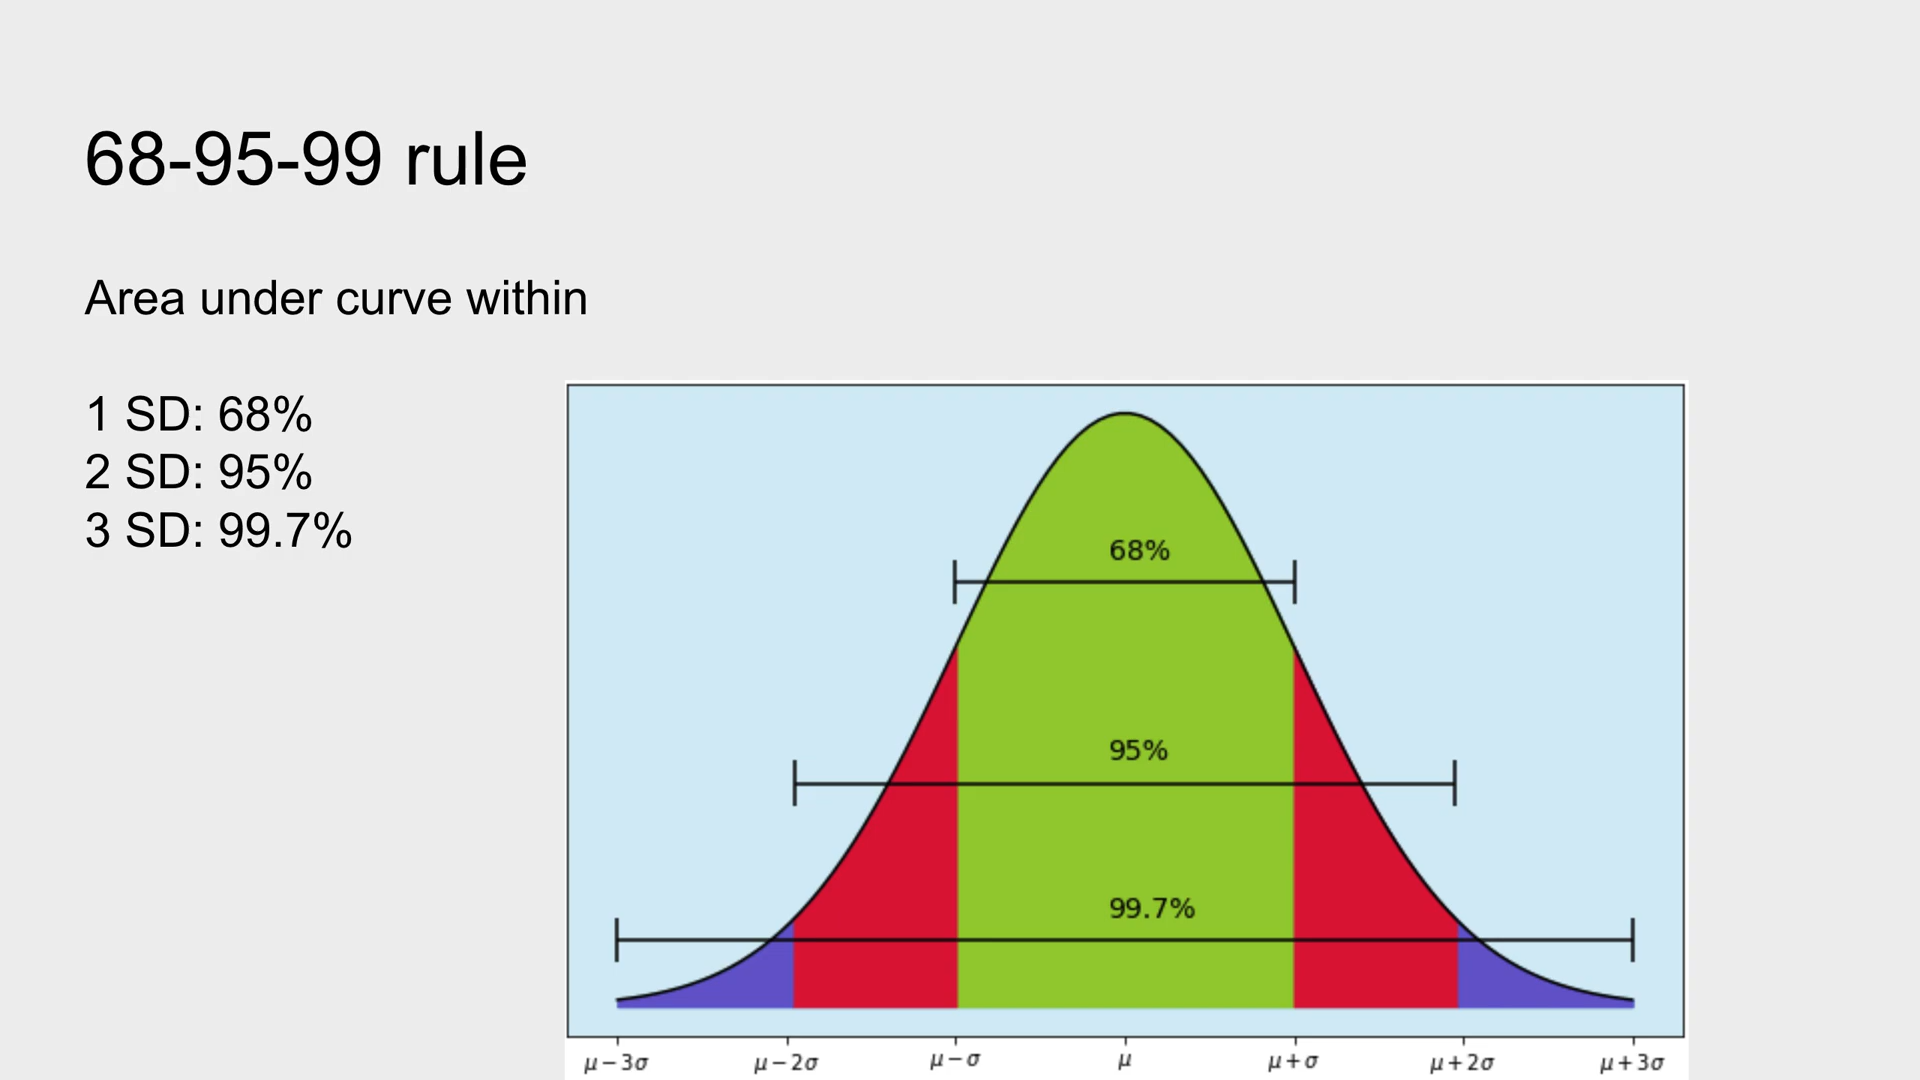 68-95-99 rule
Area under curve within
1 SD: 68%
2 SD: 95%
3 SD: 99.7%
68%
95%
99.7%
μ−3σ μ−2σ μ−σ μ μ+σ μ+2σ μ+3σ